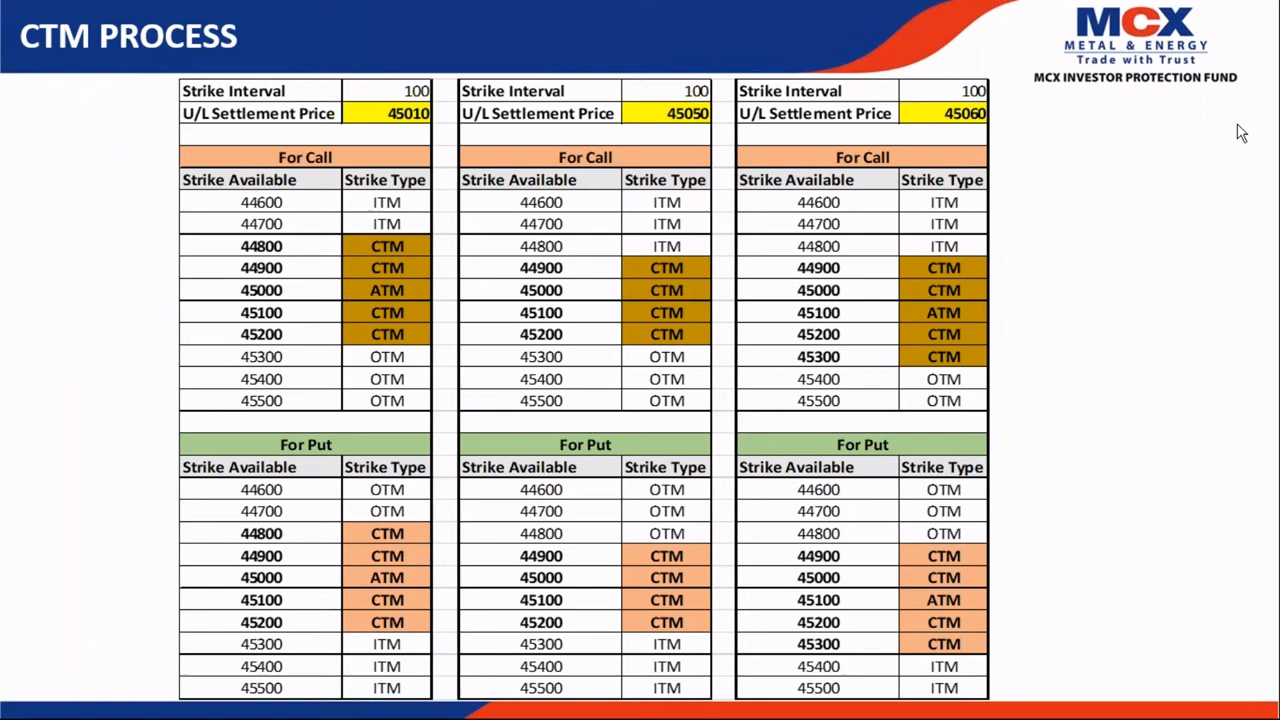 CTM PROCESS
MCX
METAL & ENERGY
Trade with Trust
MCX INVESTOR PROTECTION FUND
Strike Interval 100
U/L Settlement Price 45010
For Call
Strike Available Strike Type
44600 ITM
44700 ITM
44800 CTM
44900 CTM
45000 ATM
45100 CTM
45200 CTM
45300 OTM
45400 OTM
45500 OTM
For Put
Strike Available Strike Type
44600 OTM
44700 OTM
44800 CTM
44900 CTM
45000 ATM
45100 CTM
45200 CTM
45300 ITM
45400 ITM
45500 ITM
Strike Interval 100
U/L Settlement Price 45050
For Call
Strike Available Strike Type
44600 ITM
44700 ITM
44800 ITM
44900 CTM
45000 CTM
45100 CTM
45200 CTM
45300 OTM
45400 OTM
45500 OTM
For Put
Strike Available Strike Type
44600 OTM
44700 OTM
44800 OTM
44900 CTM
45000 CTM
45100 CTM
45200 CTM
45300 ITM
45400 ITM
45500 ITM
Strike Interval 100
U/L Settlement Price 45060
For Call
Strike Available Strike Type
44600 ITM
44700 ITM
44800 ITM
44900 CTM
45000 CTM
45100 ATM
45200 CTM
45300 CTM
45400 OTM
45500 OTM
For Put
Strike Available Strike Type
44600 OTM
44700 OTM
44800 OTM
44900 CTM
45000 CTM
45100 ATM
45200 CTM
45300 CTM
45400 ITM
45500 ITM